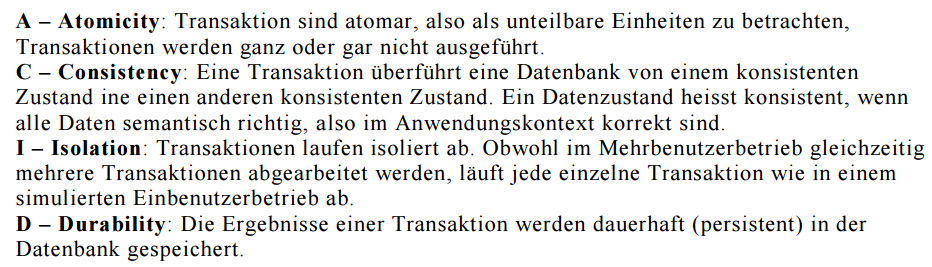 A – Atomicity: Transaktion sind atomar, also als unteilbare Einheiten zu betrachten,
Transaktionen werden ganz oder gar nicht ausgeführt.
C – Consistency: Eine Transaktion überführt eine Datenbank von einem konsistenten
Zustand ine einen anderen konsistenten Zustand. Ein Datenzustand heisst konsistent, wenn
alle Daten semantisch richtig, also im Anwendungskontext korrekt sind.
I – Isolation: Transaktionen laufen isoliert ab. Obwohl im Mehrbenutzerbetrieb gleichzeitig
mehrere Transaktionen abgearbeitet werden, läuft jede einzelne Transaktion wie in einem
simulierten Einbenutzerbetrieb ab.
D – Durability: Die Ergebnisse einer Transaktion werden dauerhaft (persistent) in der
Datenbank gespeichert.